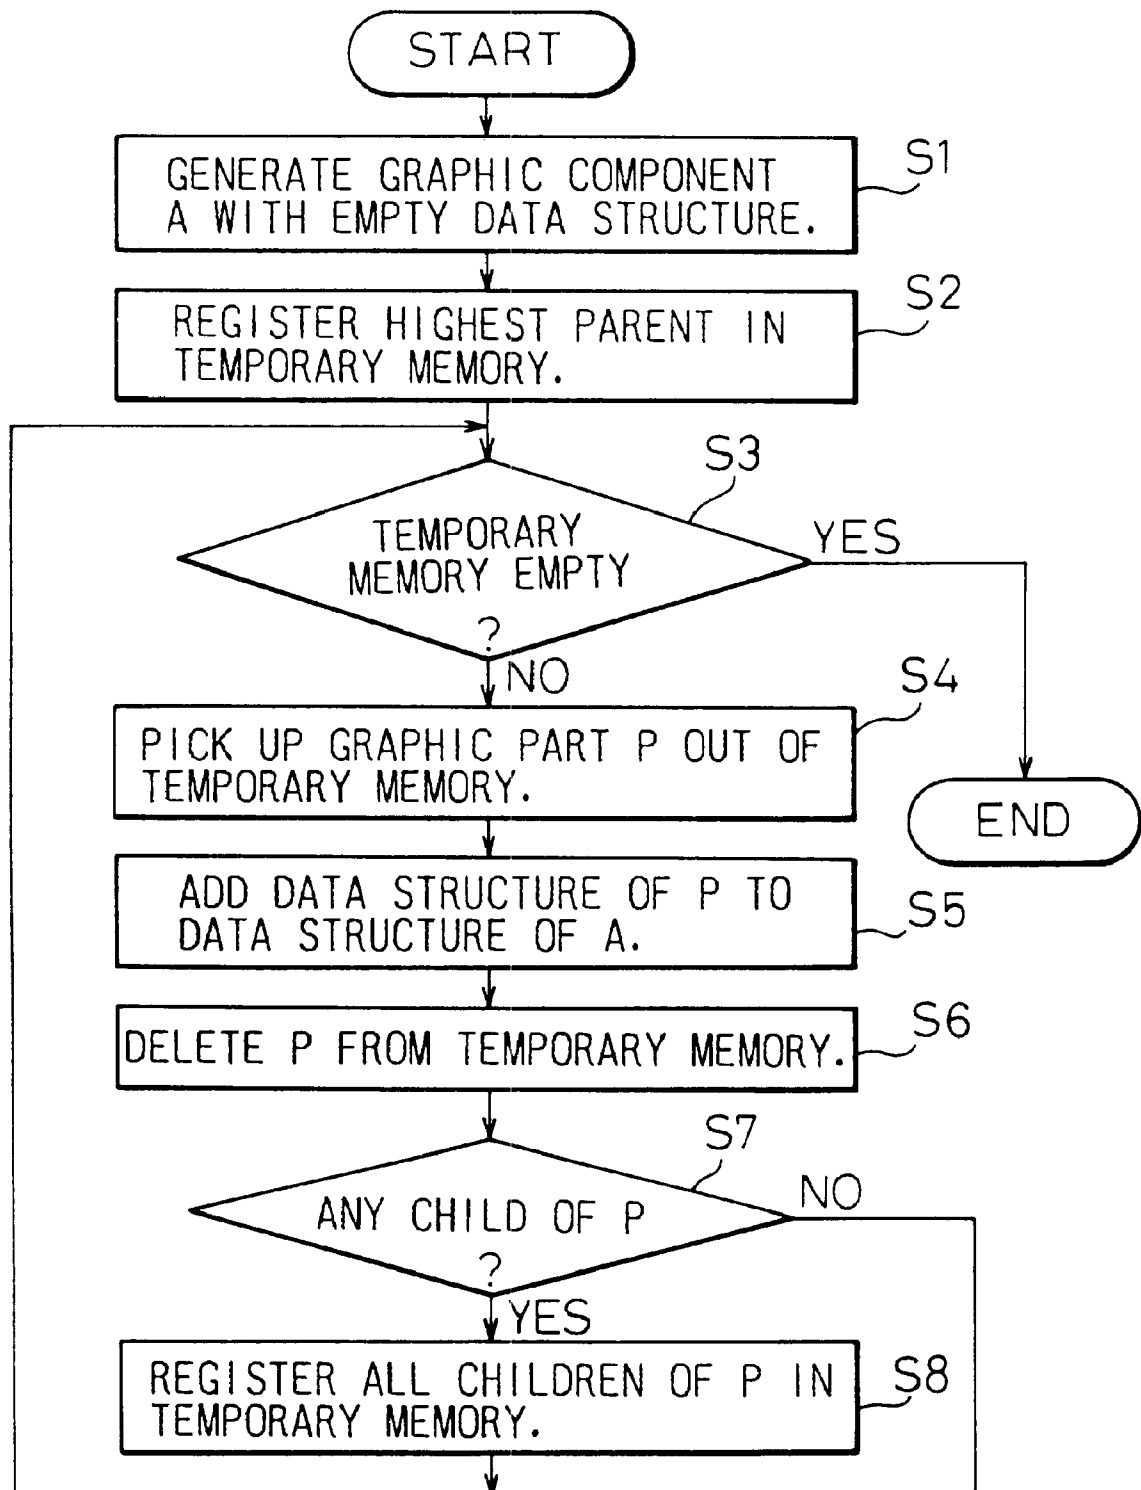 START
S1
GENERATE GRAPHIC COMPONENT
A WITH EMPTY DATA STRUCTURE.
S2
REGISTER HIGHEST PARENT IN
TEMPORARY MEMORY.
S3
TEMPORARY
MEMORY EMPTY
?
YES
NO
S4
PICK UP GRAPHIC PART P OUT OF
TEMPORARY MEMORY.
END
ADD DATA STRUCTURE OF P TO
DATA STRUCTURE OF A.
S5
S6
DELETE P FROM TEMPORARY MEMORY.
S7
ANY CHILD OF P
?
NO
YES
S8
REGISTER ALL CHILDREN OF P IN
TEMPORARY MEMORY.